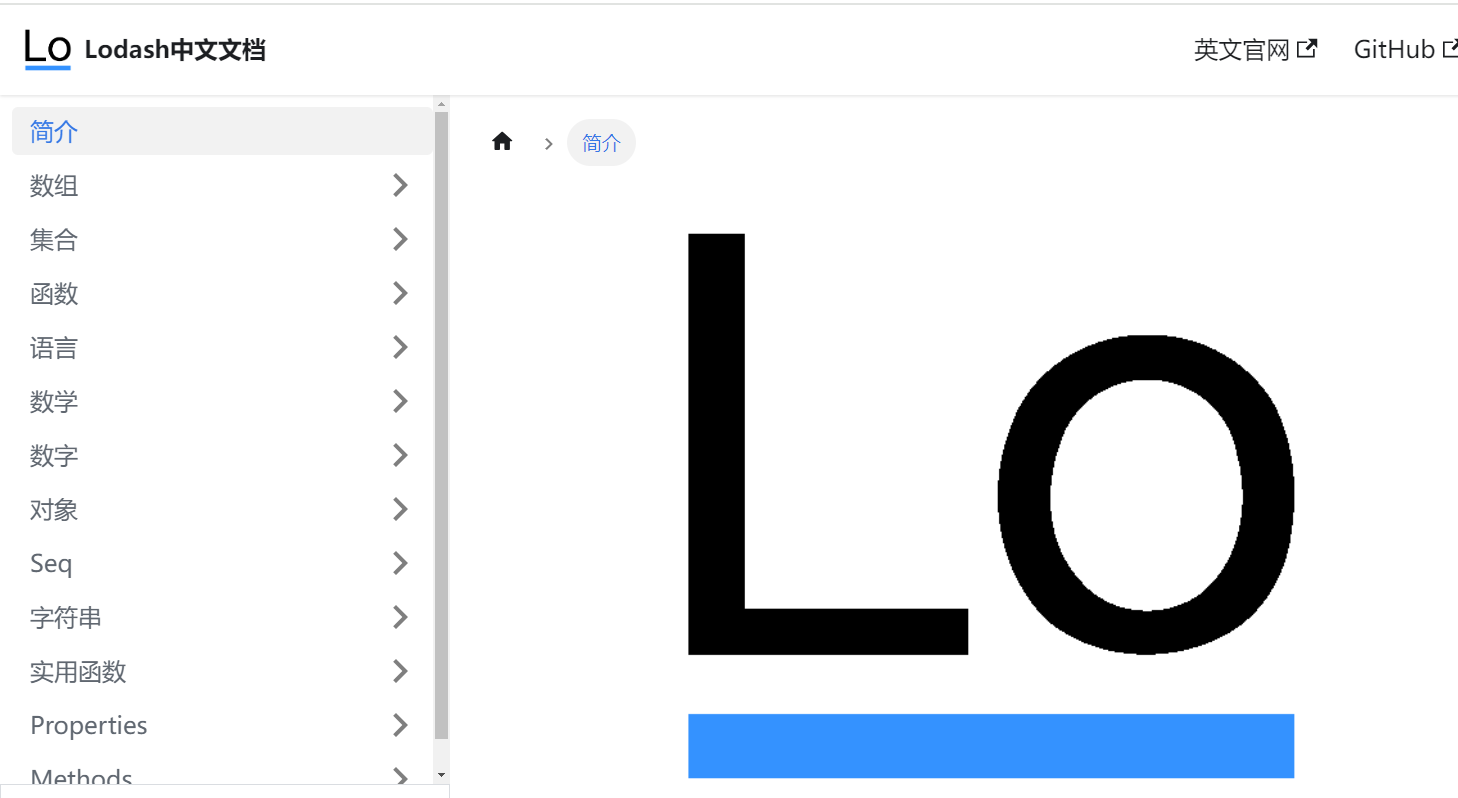 Lo Lodash中文文档 英文官网 GitHub
简介
简介
数组
集合
函数
语言
数学
数字
对象
Seq
字符串
实用函数
Properties
Methods
Lo